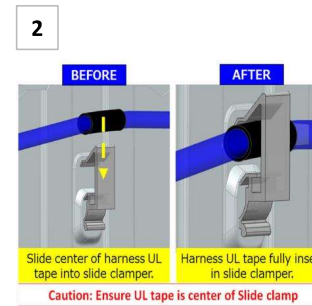 2
BEFORE
AFTER
Slide center of harness UL
tape into slide clamper.
Harness UL tape fully inse
in slide clamper.
Caution: Ensure UL tape is center of Slide clamp